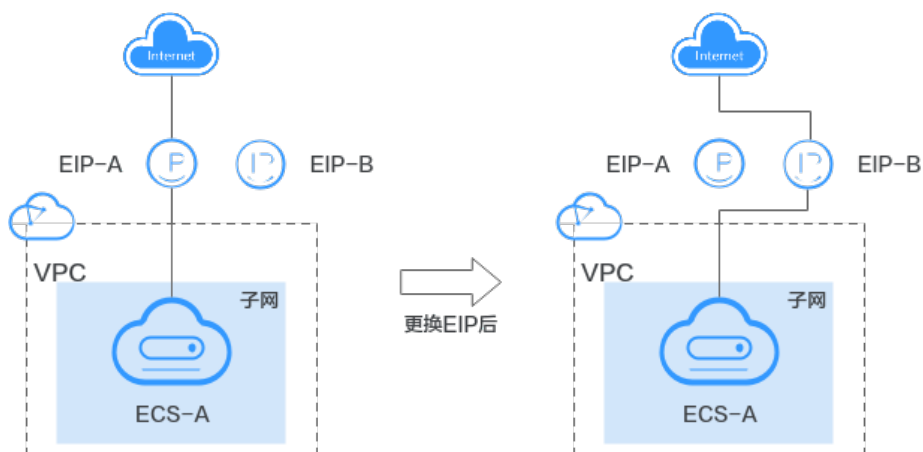 Internet
EIP-A
EIP-B
VPC
子网
ECS-A
更换EIP后
Internet
EIP-A
EIP-B
VPC
子网
ECS-A